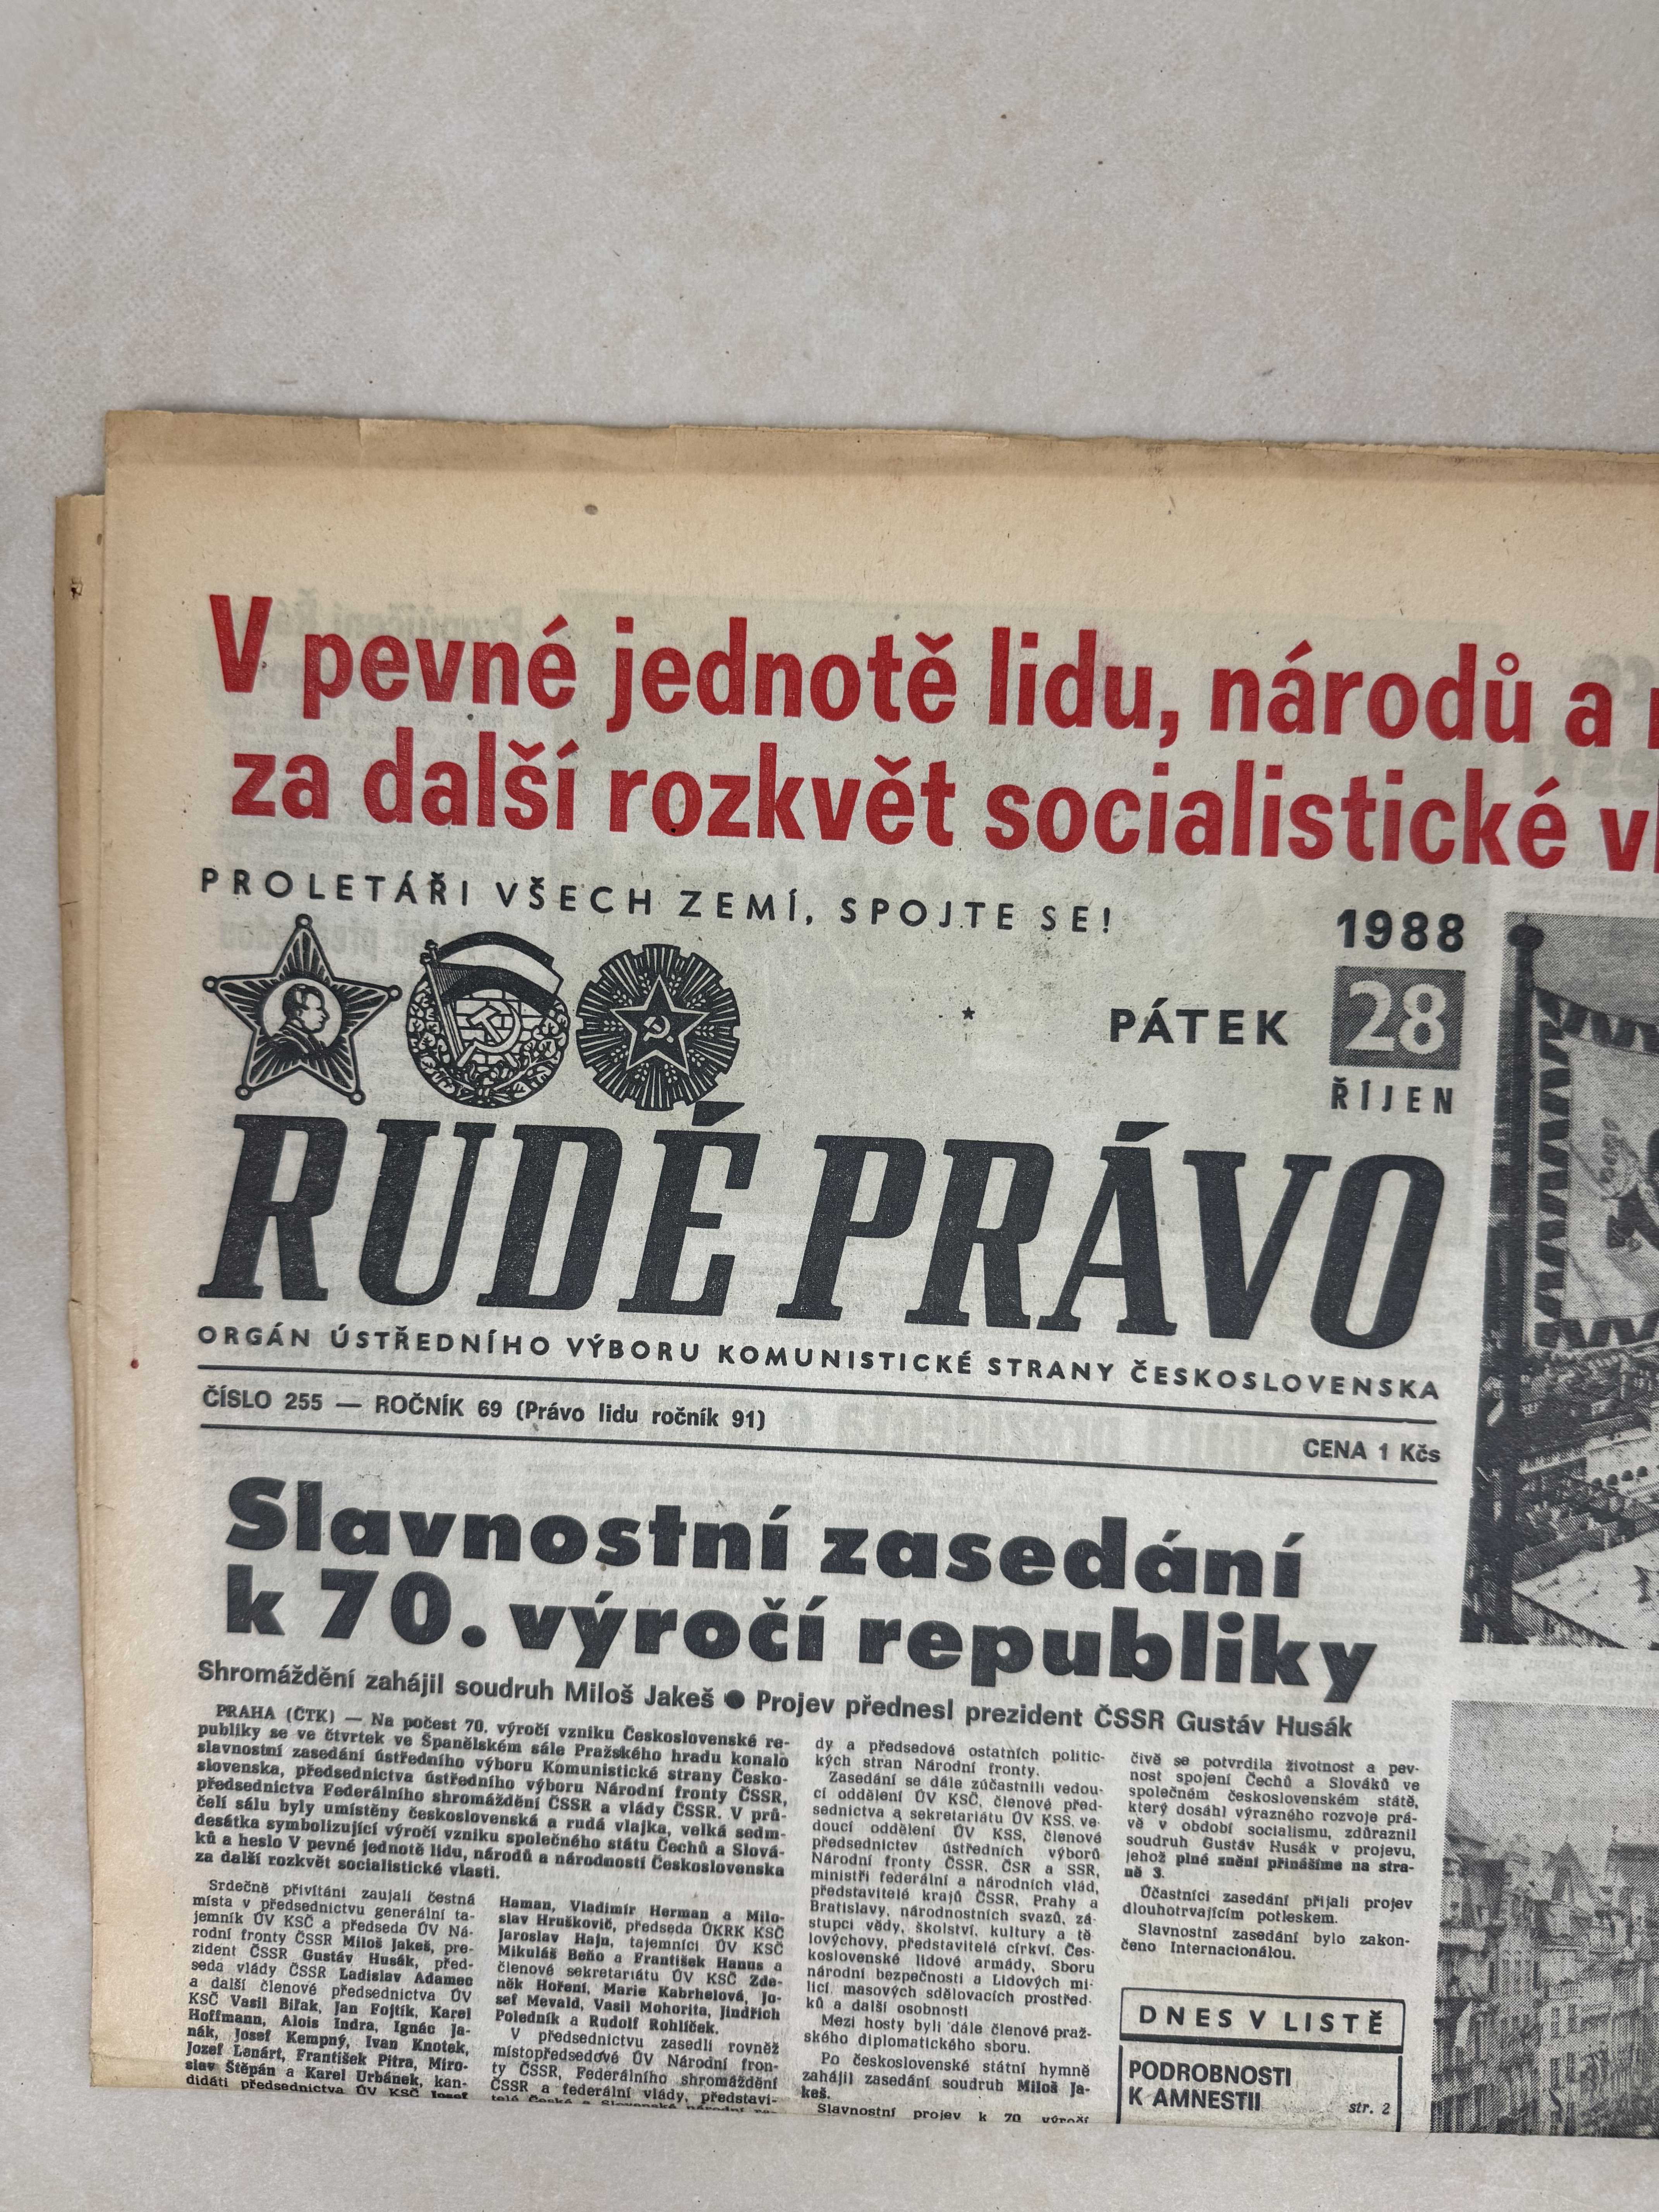 V pevné jednotě lidu, národů a
za další rozkvět socialistické
PROLETÁŘI VŠECH ZEMÍ, SPOJTE SE!
1988
PÁTEK 28
ŘÍJEN
RUDÉ PRÁVO
ORGÁN ÚSTŘEDNÍHO VÝBORU KOMUNISTICKÉ STRANY ČESKOSLOVENSKA
ČÍSLO 255 — ROČNÍK 69 (Právo lidu ročník 91)
CENA 1 Kčs
Slavnostní zasedání
k 70. výročí republiky
Shromáždění zahájil soudruh Miloš Jakeš ● Projev přednesl prezident ČSSR Gustáv Husák
PRAHA (ČTK) — Na počest 70. výročí vzniku Československé re-
publiky se ve čtvrtek ve Španělském sále Pražského hradu konalo
slavnostní zasedání ústředního výboru Komunistické strany Česko-
slovenska, předsednictva ústředního výboru Národní fronty ČSSR,
předsednictva Federálního shromáždění ČSSR a vlády ČSSR. V prů-
čelí sálu byly umístěny československá a rudá vlajka, velká sedm-
desátka symbolizující výročí vzniku společného státu Čechů a Slová-
ků a heslo V pevné jednotě lidu, národů a národností Československa
za další rozkvět socialistické vlasti.
Srdečně přivítáni zaujali čestná
místa v předsednictvu generální ta-
jemník ÚV KSČ a předseda ÚV Ná-
rodní fronty ČSSR Miloš Jakeš, pre-
zident ČSSR Gustáv Husák, před-
seda vlády ČSSR Ladislav Adamec
a další členové předsednictva ÚV
KSČ Vasil Biľak, Jan Fojtík, Karel
Hoffmann, Alois Indra, Ignác Ja-
nák, Josef Kempný, Ivan Knotek,
Jozef Lenárt, František Pitra, Miro-
slav Štěpán a Karel Urbánek, kan-
didáti předsednictva ÚV KSČ Josef
Haman, Vladimír Herman a Milo-
slav Hruškovič, předseda ÚKRK KSČ
Jaroslav Hajn, tajemníci ÚV KSČ
Mikuláš Beňo a František Hanus a
členové sekretariátu ÚV KSČ Zde-
něk Hoření, Marie Kabrhelová, Jo-
sef Mevald, Vasil Mohorita, Jindřich
Poledník a Rudolf Rohlíček.
V předsednictvu zasedli rovněž
místopředsedové ÚV Národní fron-
ty ČSSR, Federálního shromáždění
ČSSR a federální vlády, představi-
telé České a Slovenské národní ra-
dy a předsedové ostatních politic-
kých stran Národní fronty.
Zasedání se dále zúčastnili vedou-
cí oddělení ÚV KSČ, členové před-
sednictva a sekretariátu ÚV KSS, ve-
doucí oddělení ÚV KSS, členové
předsednictev ústředních výborů
Národní fronty ČSSR, ČSR a SSR,
ministři federální a národních vlád,
představitelé krajů ČSSR, Prahy a
Bratislavy, národnostních svazů, zá-
stupci vědy, školství, kultury a tě
lovýchovy, představitelé církví, Čes-
koslovenské lidové armády, Sboru
národní bezpečnosti a Lidových mi-
licí, masových sdělovacích prostřed-
ků a další osobnosti
Mezi hosty byli dále členové praž-
ského diplomatického sboru.
Po československé státní hymně
zahájil zasedání soudruh Miloš Ja-
keš.
Slavnostní projev k 70. výročí
čivě se potvrdila životnost a pev-
nost spojení Čechů a Slováků ve
společném československém státě,
který dosáhl výrazného rozvoje prá-
vě v období socialismu, zdůraznil
soudruh Gustáv Husák v projevu,
jehož plné znění přinášíme na stra-
ně 3.
Účastníci zasedání přijali projev
dlouhotrvajícím potleskem.
Slavnostní zasedání bylo zakon-
čeno Internacionálou.
DNES V LISTĚ
PODROBNOSTI
K AMNESTII str. 2